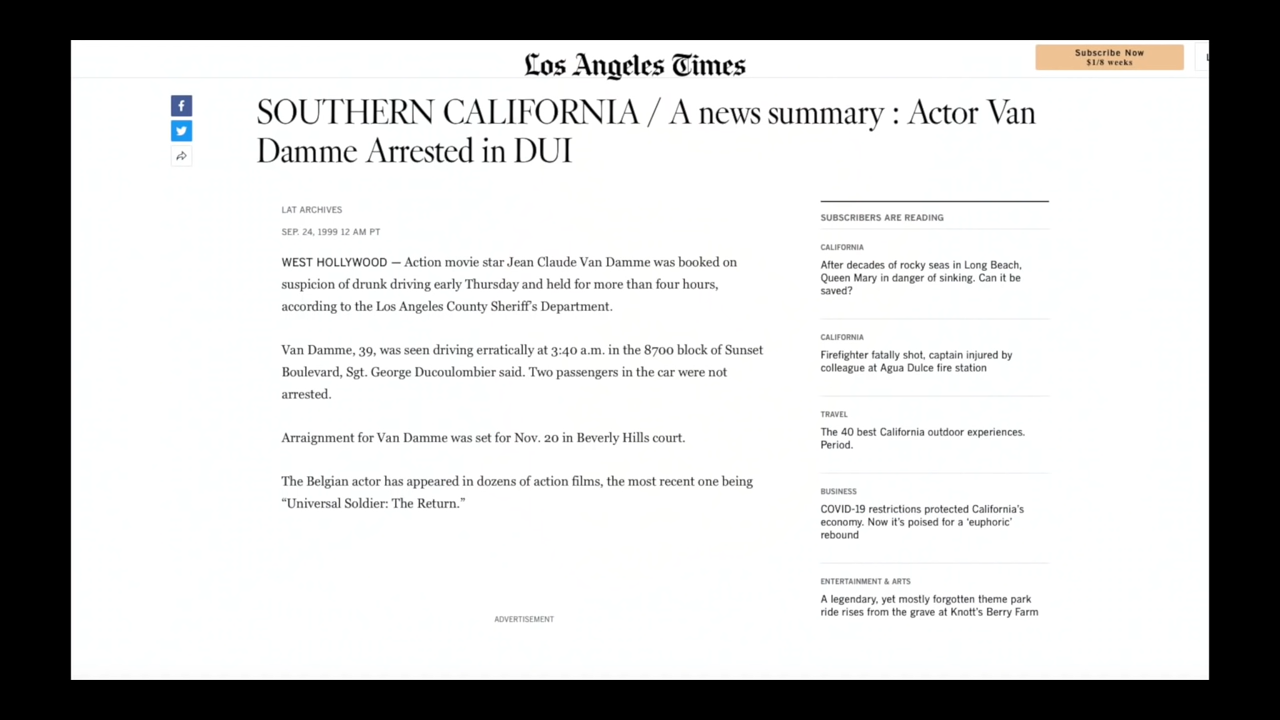 Los Angeles Times
Subscribe Now
$1/8 weeks
SOUTHERN CALIFORNIA / A news summary : Actor Van
Damme Arrested in DUI
LAT ARCHIVES
SEP. 24, 1999 12 AM PT
WEST HOLLYWOOD — Action movie star Jean Claude Van Damme was booked on
suspicion of drunk driving early Thursday and held for more than four hours,
according to the Los Angeles County Sheriff’s Department.
Van Damme, 39, was seen driving erratically at 3:40 a.m. in the 8700 block of Sunset
Boulevard, Sgt. George Ducoulombier said. Two passengers in the car were not
arrested.
Arraignment for Van Damme was set for Nov. 20 in Beverly Hills court.
The Belgian actor has appeared in dozens of action films, the most recent one being
“Universal Soldier: The Return.”
ADVERTISEMENT
SUBSCRIBERS ARE READING
CALIFORNIA
After decades of rocky seas in Long Beach,
Queen Mary in danger of sinking. Can it be
saved?
CALIFORNIA
Firefighter fatally shot, captain injured by
colleague at Agua Dulce fire station
TRAVEL
The 40 best California outdoor experiences.
Period.
BUSINESS
COVID-19 restrictions protected California’s
economy. Now it’s poised for a ‘euphoric’
rebound
ENTERTAINMENT & ARTS
A legendary, yet mostly forgotten theme park
ride rises from the grave at Knott’s Berry Farm